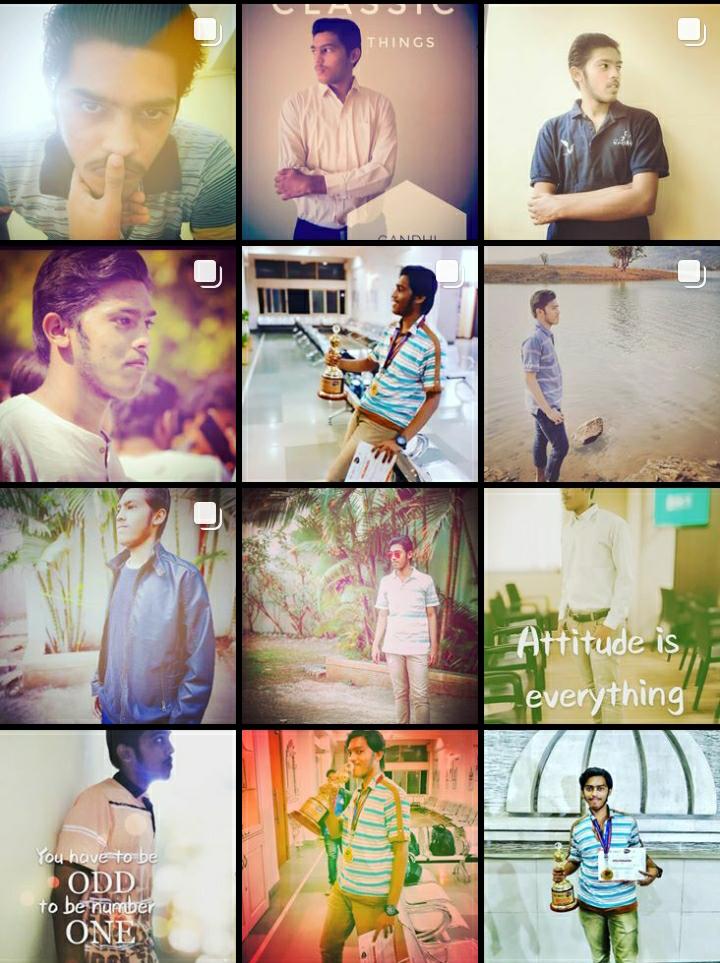 CLASSIC
THINGS
GANDHI
Attitude is
everything
You have to be
ODD
to be number
ONE